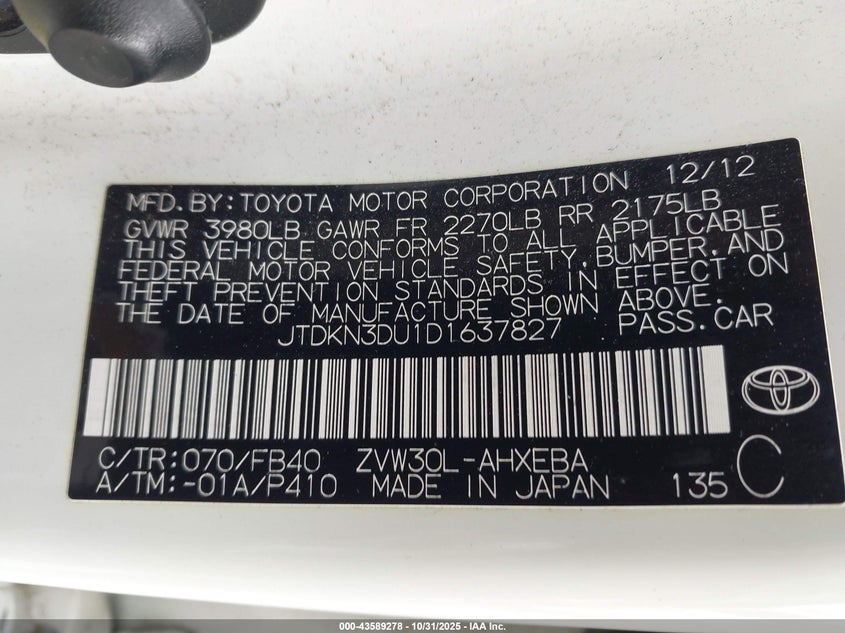 MFD. BY: TOYOTA MOTOR CORPORATION 12/12
GVWR 3980LB GAWR FR 2270LB RR 2175LB
THIS VEHICLE CONFORMS TO ALL APPLICABLE
FEDERAL MOTOR VEHICLE SAFETY, BUMPER, AND
THEFT PREVENTION STANDARDS IN EFFECT ON
THE DATE OF MANUFACTURE SHOWN ABOVE.
JTDKN3DU1D1637827 PASS. CAR
C/TR: 070/FB40 ZVW30L-AHXEBA
A/TM: -01A/P410 MADE IN JAPAN 135 C
000-43589278 - 10/31/2025 - IAA Inc.